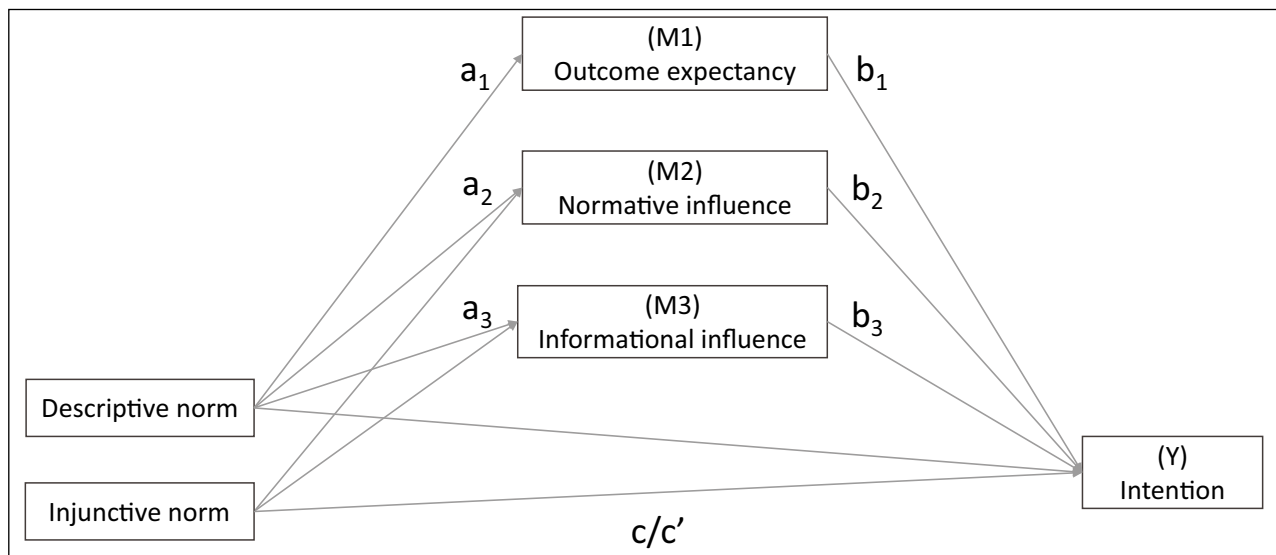 (M1)
Outcome expectancy
a1
b1
(M2)
Normative influence
a2
b2
(M3)
Informational influence
a3
b3
Descriptive norm
(Y)
Intention
Injunctive norm
c/c’